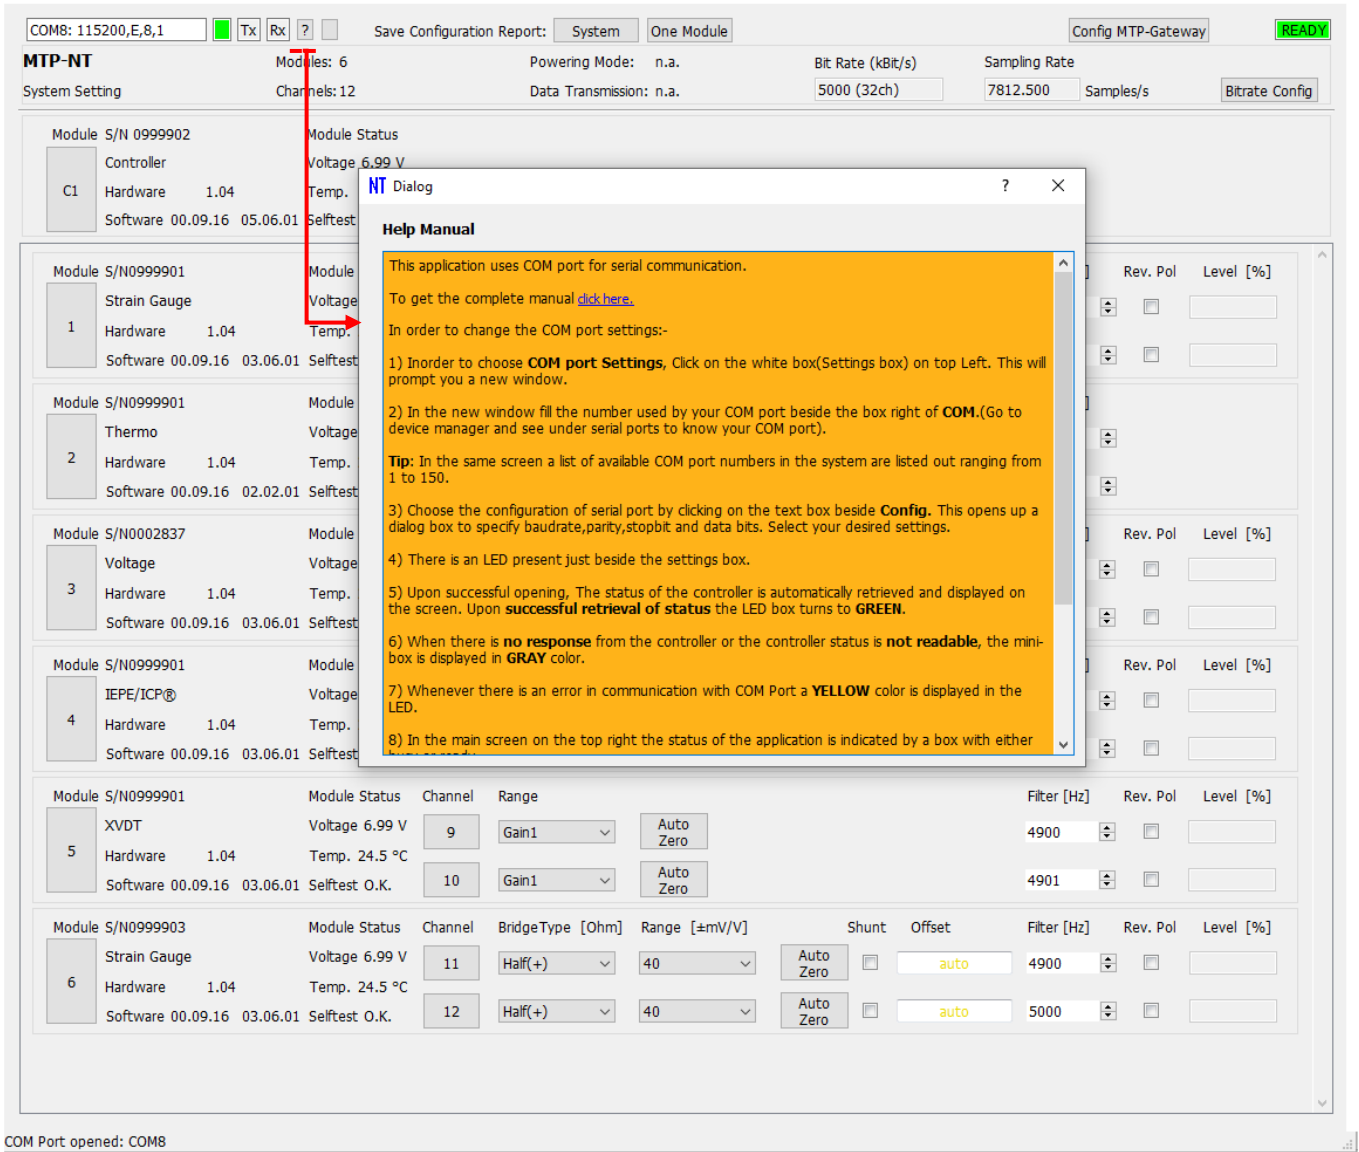 COM8: 115200,E,8,1 Tx Rx ? Save Configuration Report: System One Module Config MTP-Gateway READY
MTP-NT Modules: 6 Powering Mode: n.a. Bit Rate (kBit/s) Sampling Rate
System Setting Channels: 12 Data Transmission: n.a. 5000 (32ch) 7812.500 Samples/s Bitrate Config
Module S/N 0999902 Module Status
Controller Voltage 6.99 V
C1 Hardware 1.04 Temp.
Software 00.09.16 05.06.01 Selftest
NT Dialog ?
Help Manual
This application uses COM port for serial communication.
To get the complete manual click here.
In order to change the COM port settings:-
1) Inorder to choose COM port Settings, Click on the white box(Settings box) on top Left. This will
prompt you a new window.
2) In the new window fill the number used by your COM port beside the box right of COM.(Go to
device manager and see under serial ports to know your COM port).
Tip: In the same screen a list of available COM port numbers in the system are listed out ranging from
1 to 150.
3) Choose the configuration of serial port by clicking on the text box beside Config. This opens up a
dialog box to specify baudrate,parity,stopbit and data bits. Select your desired settings.
4) There is an LED present just beside the settings box.
5) Upon successful opening, The status of the controller is automatically retrieved and displayed on
the screen. Upon successful retrieval of status the LED box turns to GREEN.
6) When there is no response from the controller or the controller status is not readable, the mini-
box is displayed in GRAY color.
7) Whenever there is an error in communication with COM Port a YELLOW color is displayed in the
LED.
8) In the main screen on the top right the status of the application is indicated by a box with either
Module S/N0999901 Module ] Rev. Pol Level [%]
Strain Gauge Voltage
1 Hardware 1.04 Temp.
Software 00.09.16 03.06.01 Selftest
Module S/N0999901 Module ]
Thermo Voltage
2 Hardware 1.04 Temp.
Software 00.09.16 02.02.01 Selftest
Module S/N0002837 Module ] Rev. Pol Level [%]
Voltage Voltage
3 Hardware 1.04 Temp.
Software 00.09.16 03.06.01 Selftest
Module S/N0999901 Module ] Rev. Pol Level [%]
IEPE/ICP® Voltage
4 Hardware 1.04 Temp.
Software 00.09.16 03.06.01 Selftest
Module S/N0999901 Module Status Channel Range Filter [Hz] Rev. Pol Level [%]
XVDT Voltage 6.99 V 9 Gain1 Auto Zero 4900
5 Hardware 1.04 Temp. 24.5 °C
Software 00.09.16 03.06.01 Selftest O.K. 10 Gain1 Auto Zero 4901
Module S/N0999903 Module Status Channel BridgeType [Ohm] Range [±mV/V] Shunt Offset Filter [Hz] Rev. Pol Level [%]
Strain Gauge Voltage 6.99 V 11 Half(+) 40 Auto Zero auto 4900
6 Hardware 1.04 Temp. 24.5 °C
Software 00.09.16 03.06.01 Selftest O.K. 12 Half(+) 40 Auto Zero auto 5000
COM Port opened: COM8